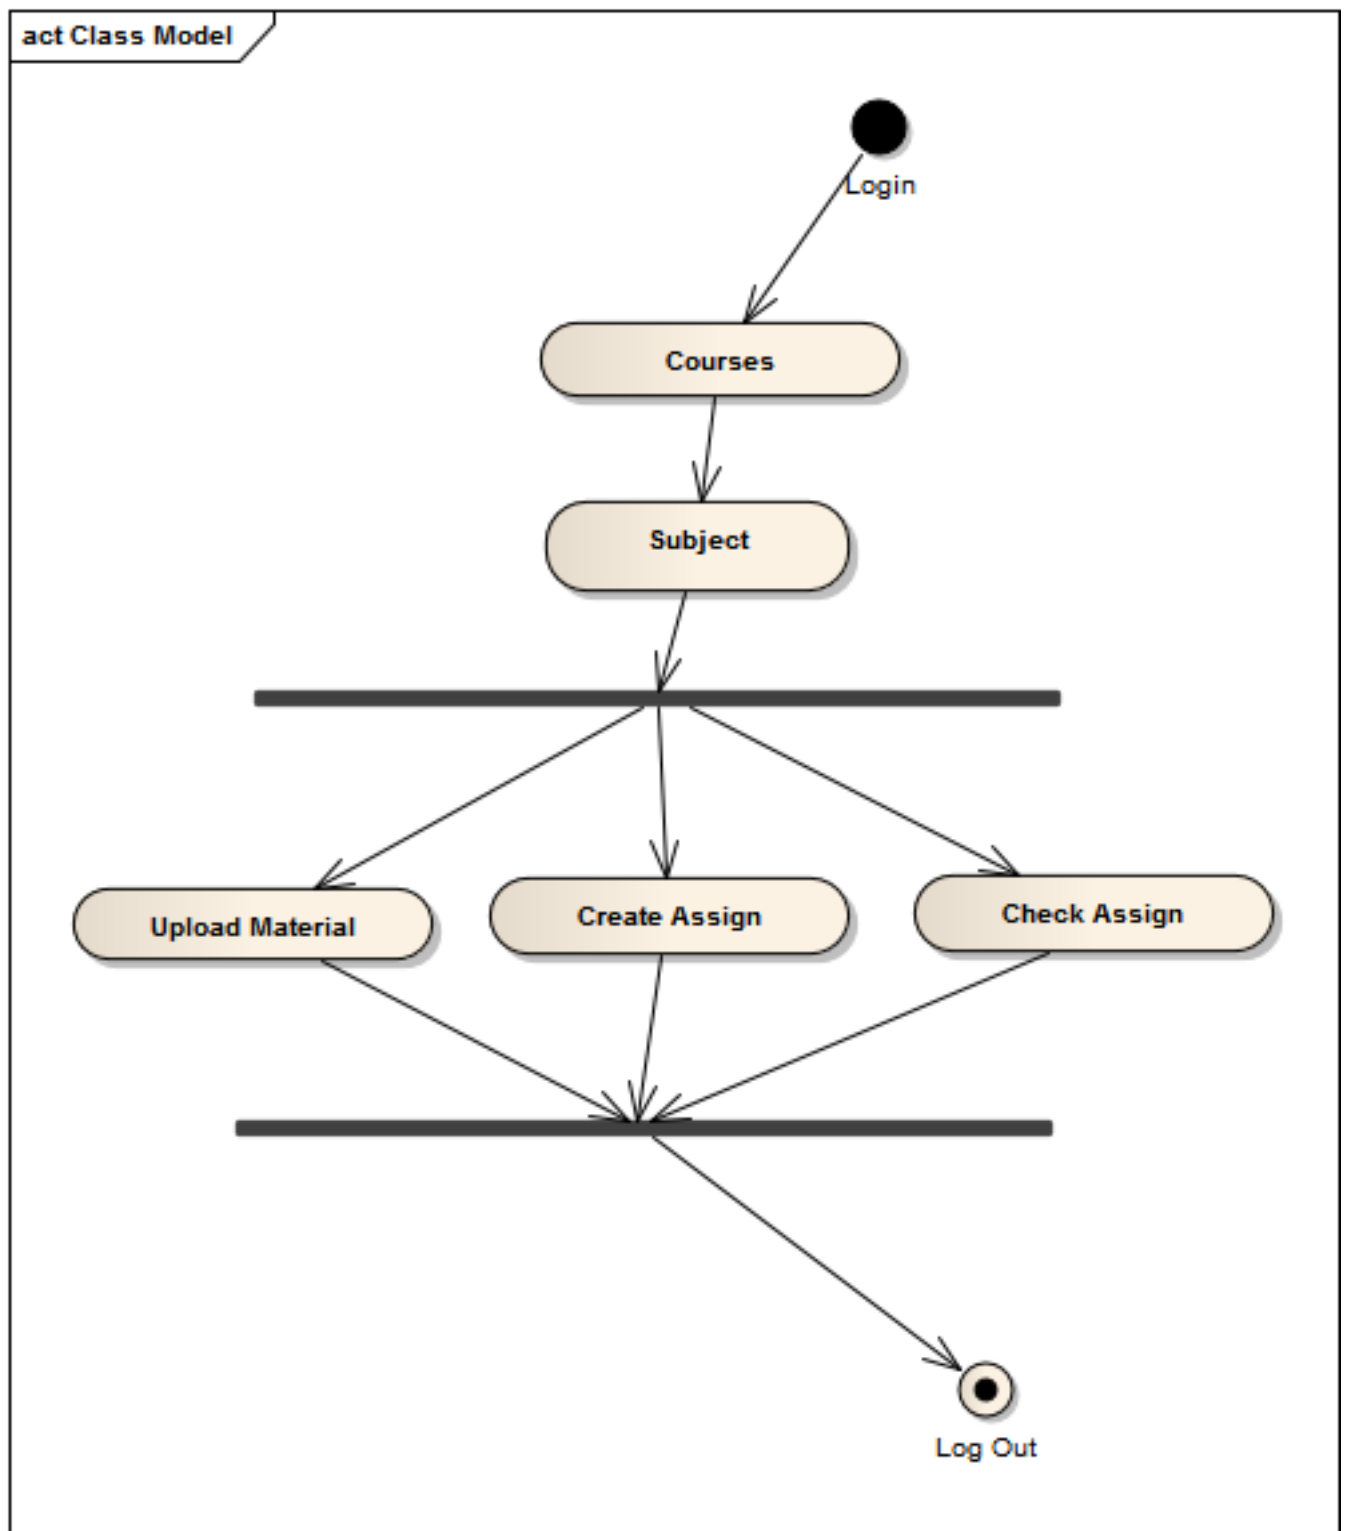 act Class Model
Login
Courses
Subject
Upload Material
Create Assign
Check Assign
Log Out